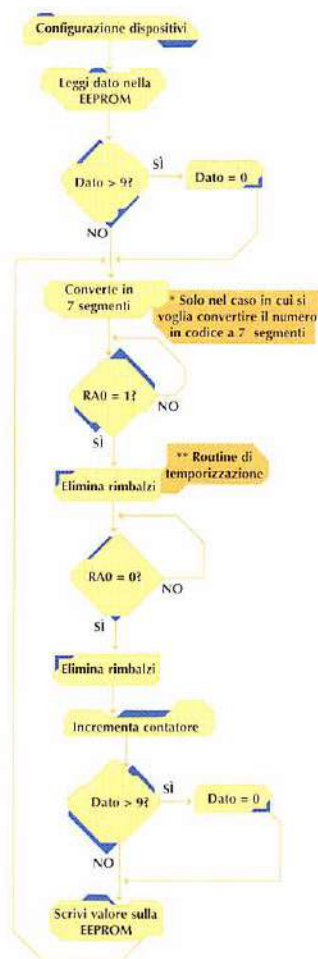 Configurazione dispositivi
Leggi dato nella
EEPROM
Dato > 9?
SÌ
Dato = 0
NO
Converte in
7 segmenti
* Solo nel caso in cui si
voglia convertire il numero
in codice a 7 segmenti
RA0 = 1?
NO
SÌ
** Routine di
temporizzazione
Elimina rimbalzi
RA0 = 0?
NO
SÌ
Elimina rimbalzi
Incrementa contatore
Dato > 9?
SÌ
Dato = 0
NO
Scrivi valore sulla
EEPROM